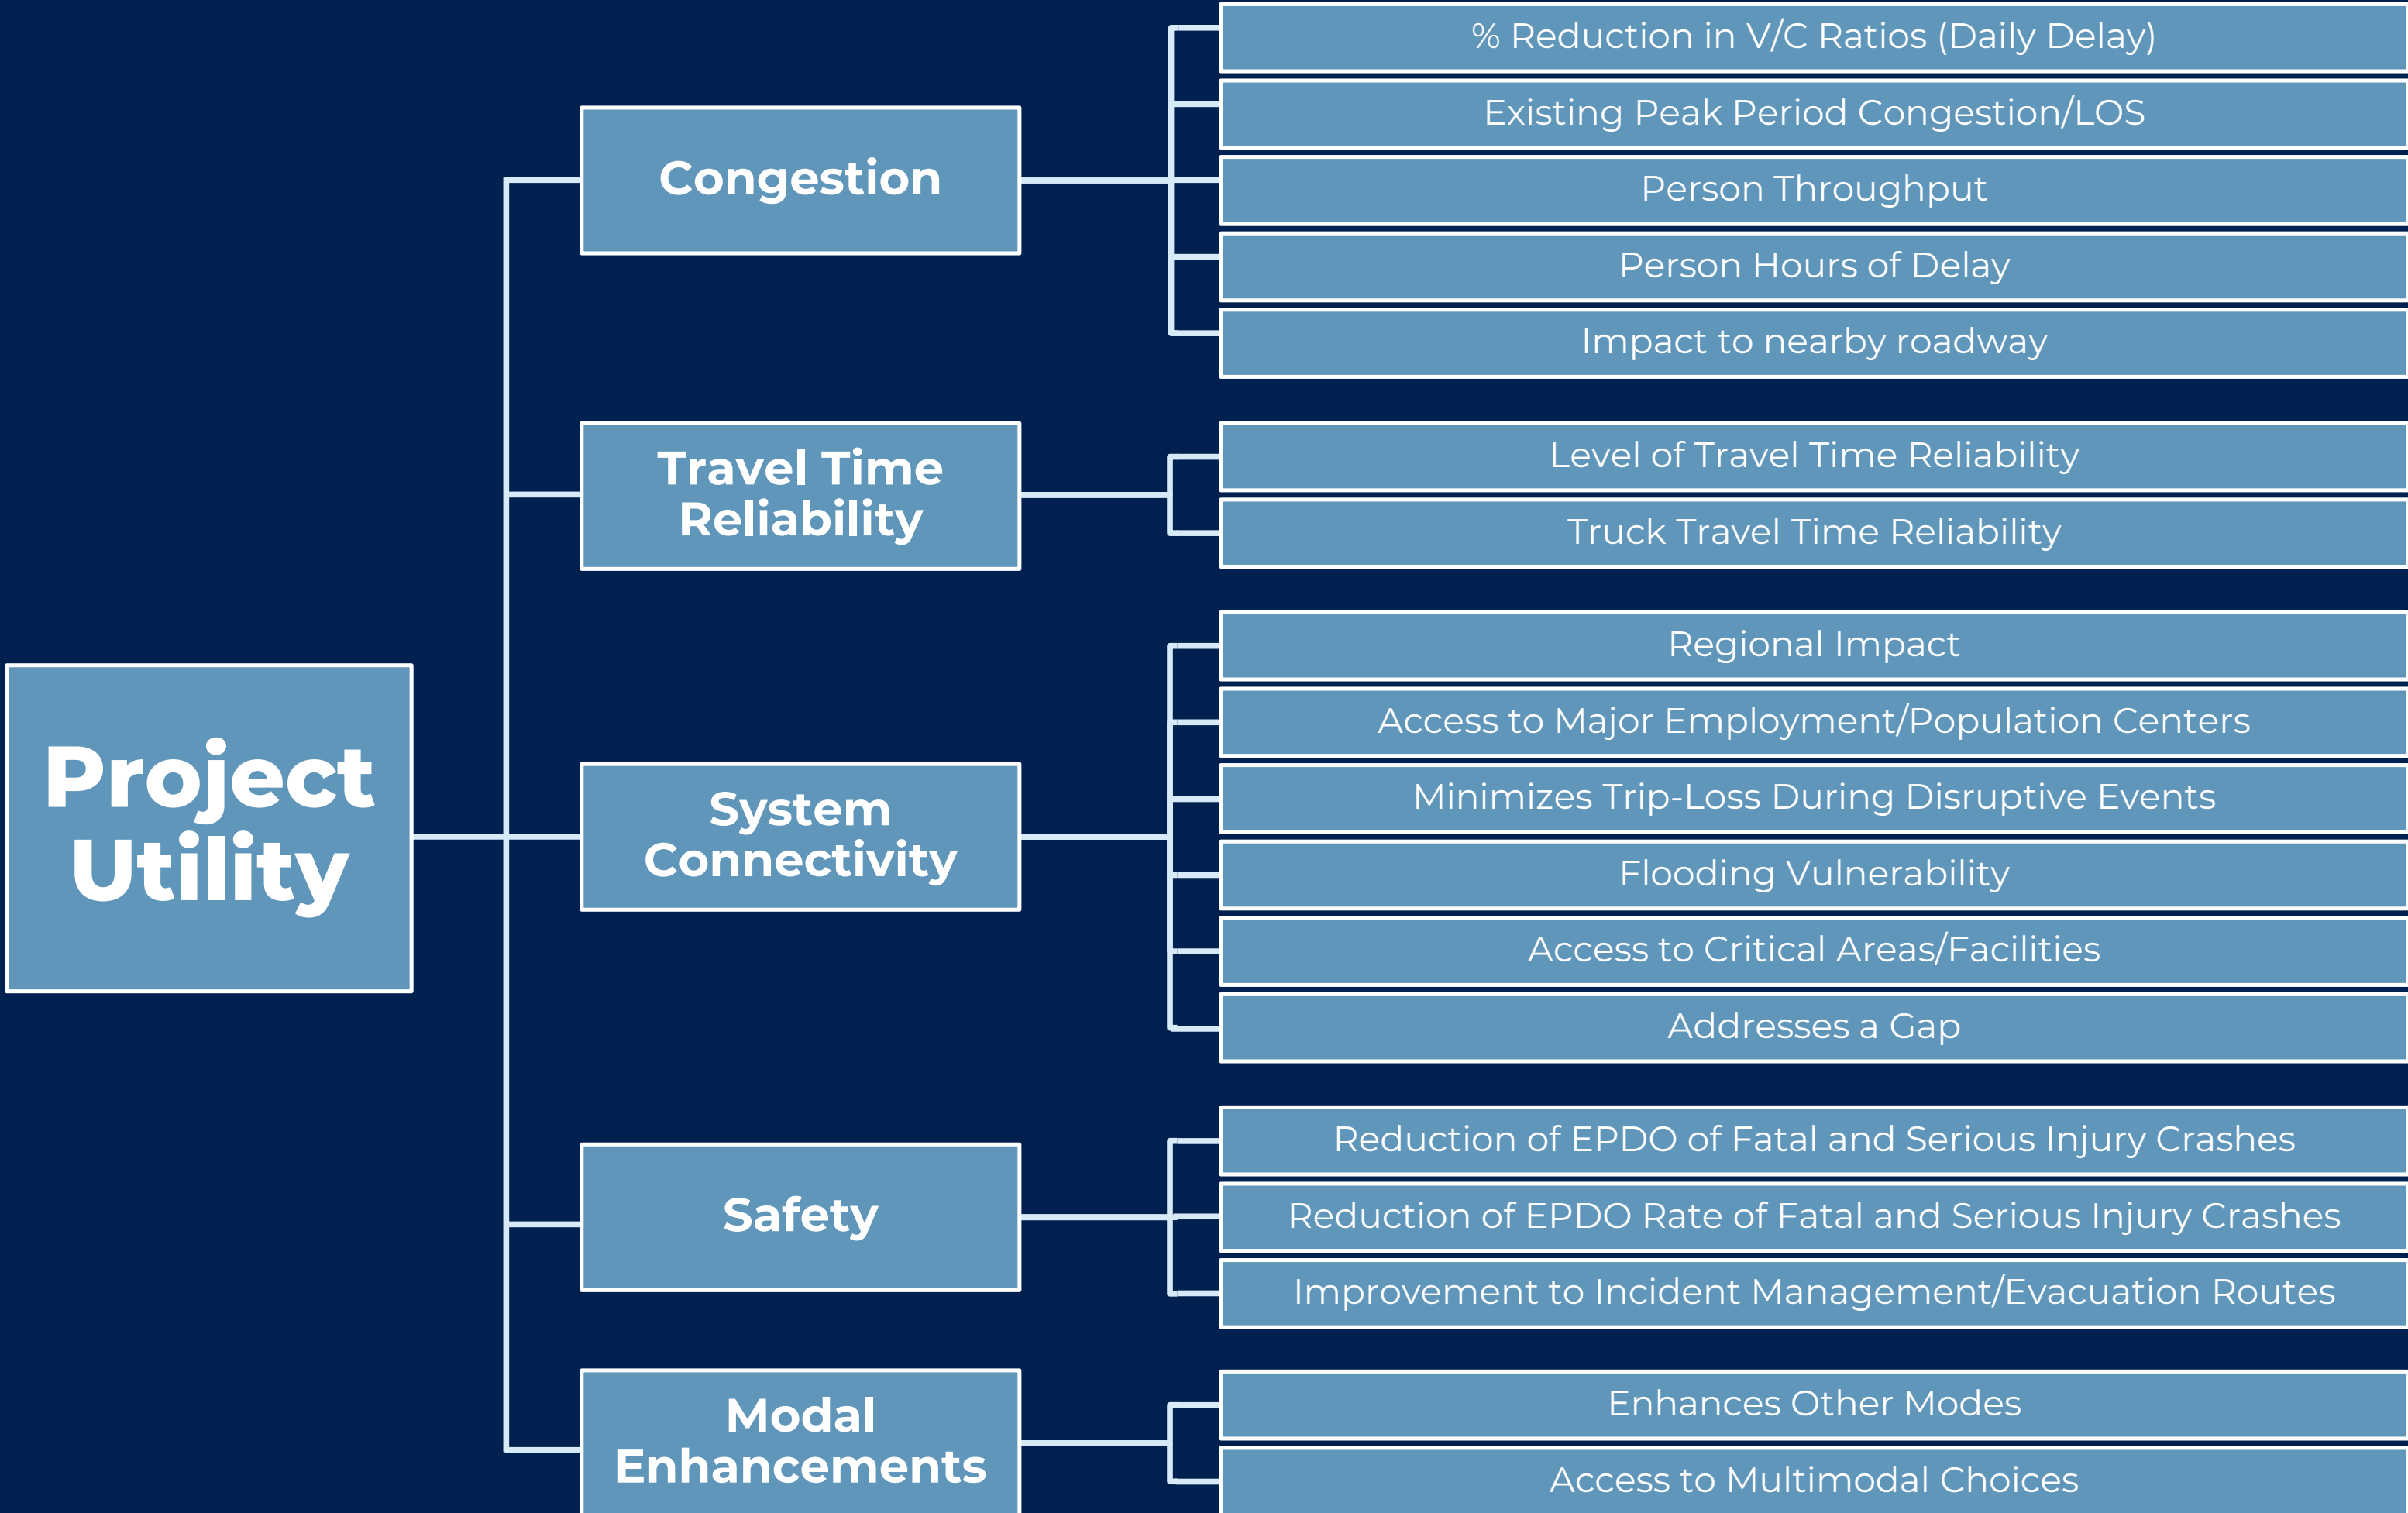 Project
Utility
Congestion
% Reduction in V/C Ratios (Daily Delay)
Existing Peak Period Congestion/LOS
Person Throughput
Person Hours of Delay
Impact to nearby roadway
Travel Time
Reliability
Level of Travel Time Reliability
Truck Travel Time Reliability
System
Connectivity
Regional Impact
Access to Major Employment/Population Centers
Minimizes Trip-Loss During Disruptive Events
Flooding Vulnerability
Access to Critical Areas/Facilities
Addresses a Gap
Safety
Reduction of EPDO of Fatal and Serious Injury Crashes
Reduction of EPDO Rate of Fatal and Serious Injury Crashes
Improvement to Incident Management/Evacuation Routes
Modal
Enhancements
Enhances Other Modes
Access to Multimodal Choices